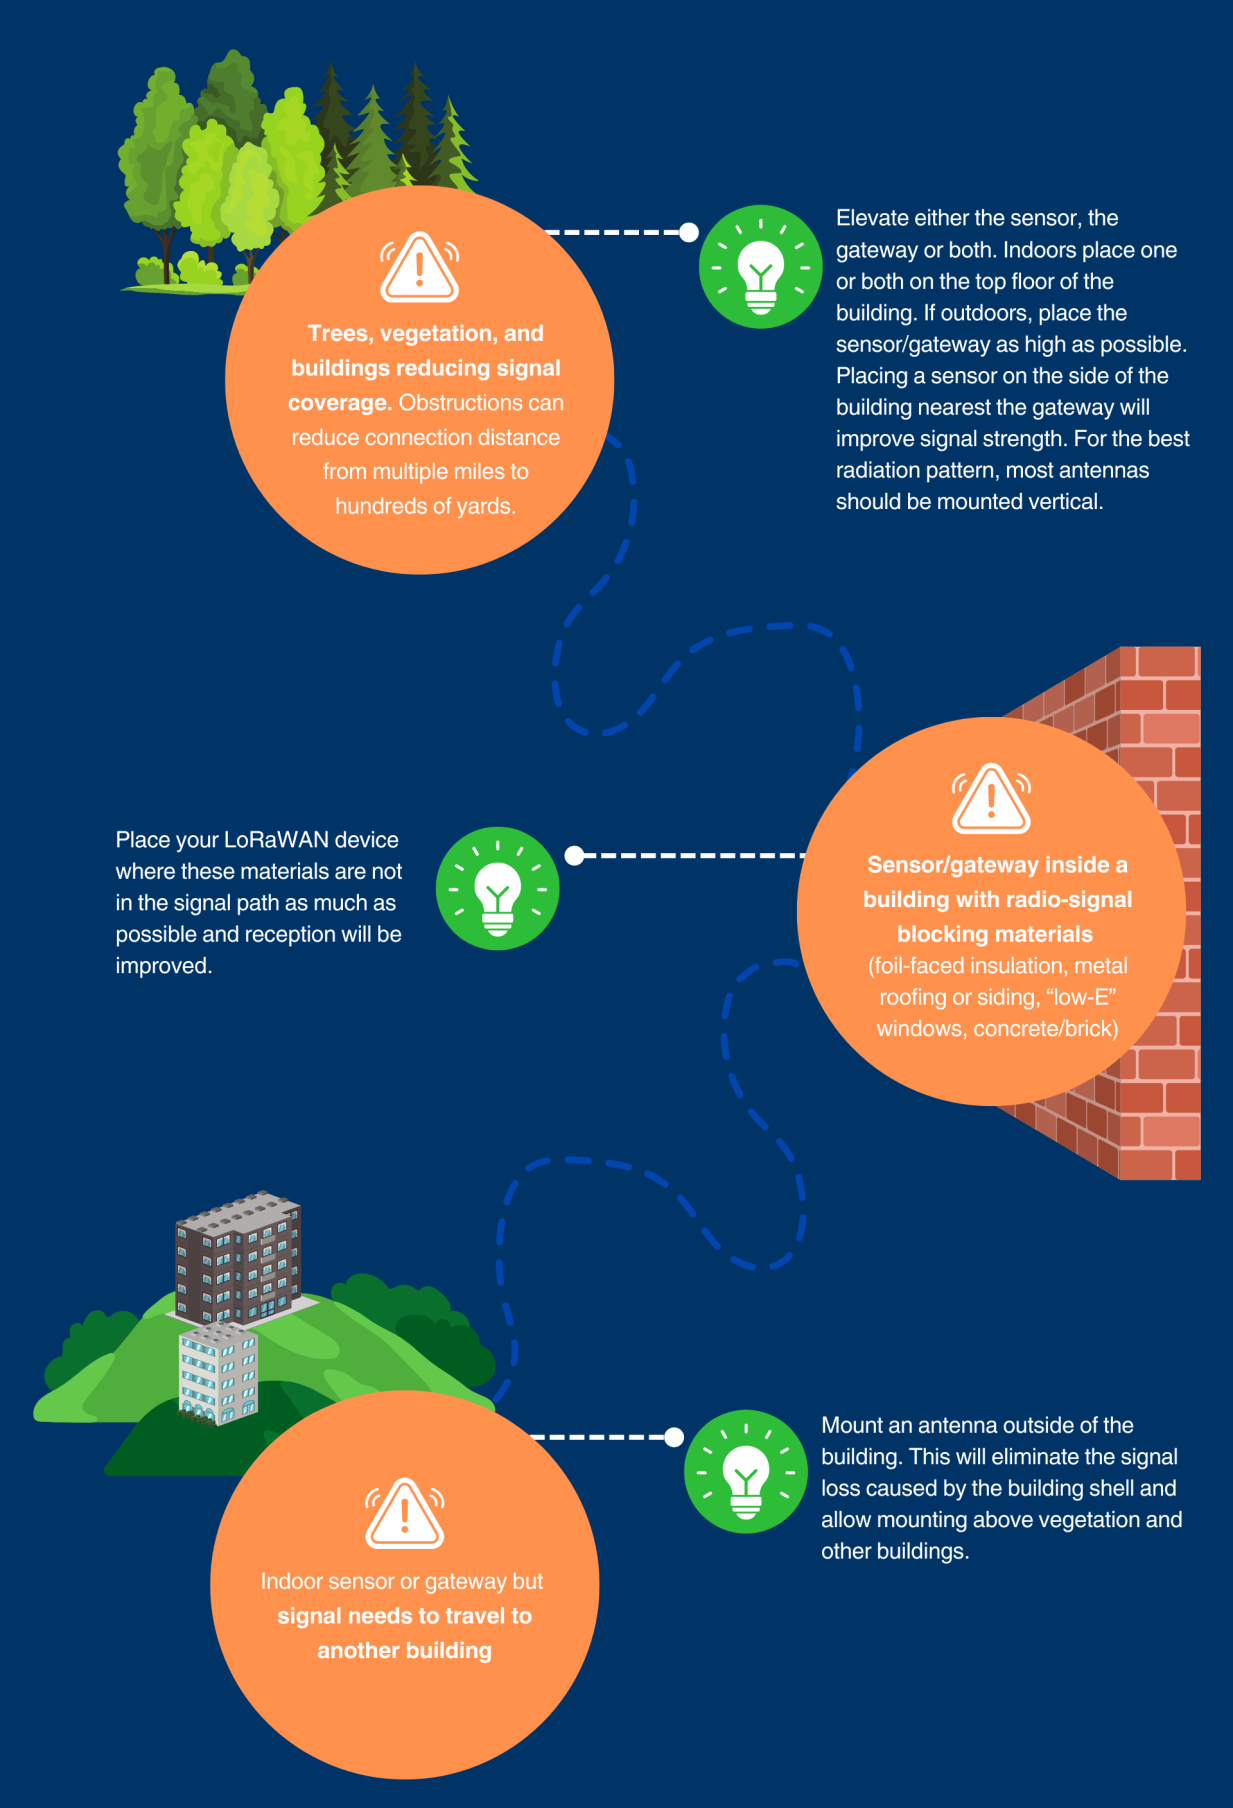 Trees, vegetation, and
buildings reducing signal
coverage. Obstructions can
reduce connection distance
from multiple miles to
hundreds of yards.
Elevate either the sensor, the
gateway or both. Indoors place one
or both on the top floor of the
building. If outdoors, place the
sensor/gateway as high as possible.
Placing a sensor on the side of the
building nearest the gateway will
improve signal strength. For the best
radiation pattern, most antennas
should be mounted vertical.
Sensor/gateway inside a
building with radio-signal
blocking materials
(foil-faced insulation, metal
roofing or siding, “low-E”
windows, concrete/brick)
Place your LoRaWAN device
where these materials are not
in the signal path as much as
possible and reception will be
improved.
Indoor sensor or gateway but
signal needs to travel to
another building
Mount an antenna outside of the
building. This will eliminate the signal
loss caused by the building shell and
allow mounting above vegetation and
other buildings.